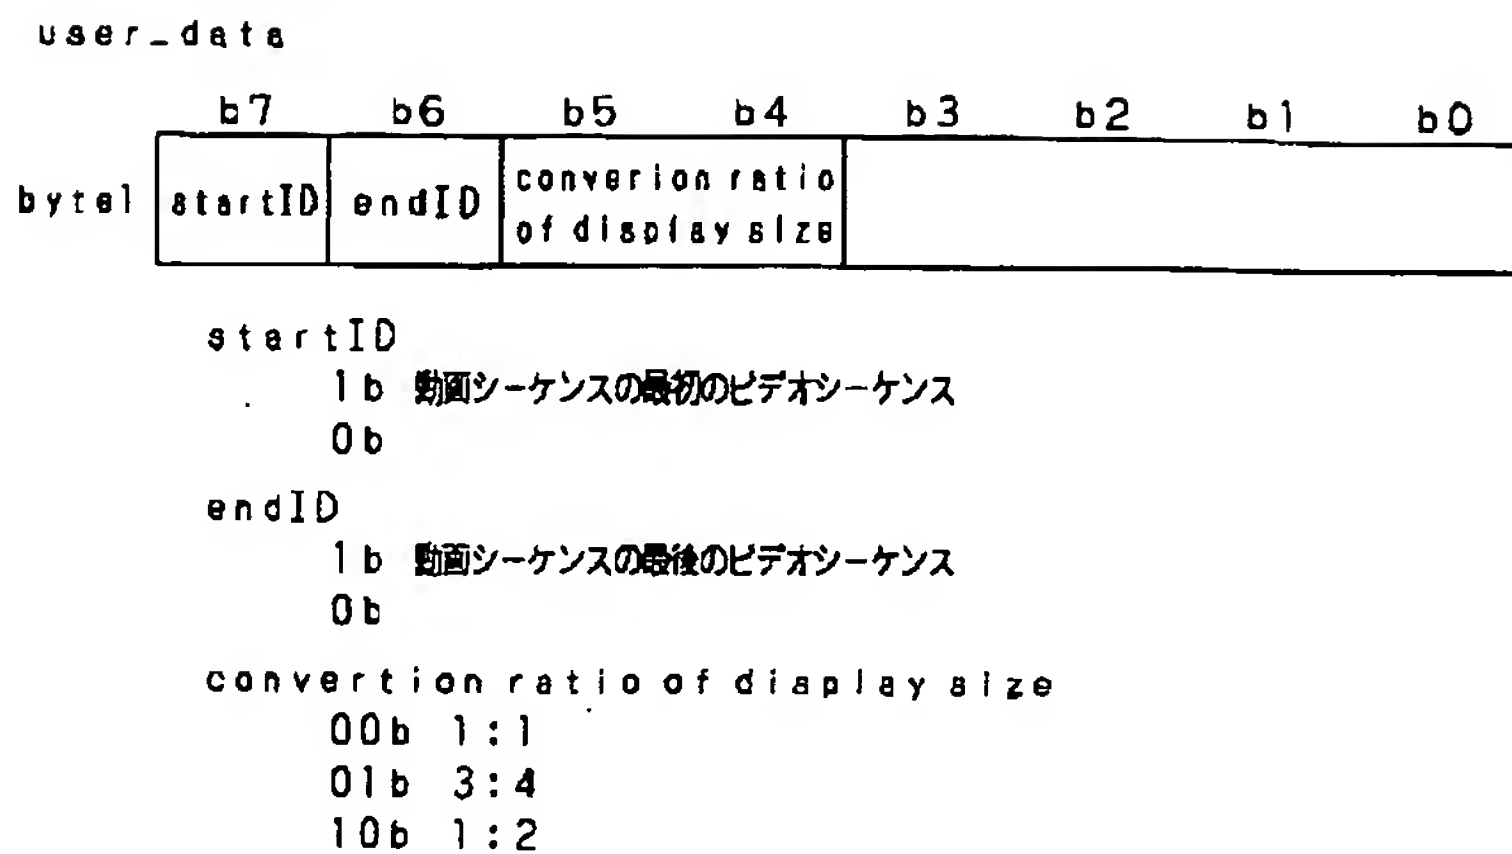 user_data
b7 b6 b5 b4 b3 b2 b1 b0
byte1 startID endID converion ratio
of display size
startID
1b 動画シーケンスの最初のビデオシーケンス
0b
endID
1b 動画シーケンスの最後のビデオシーケンス
0b
convertion ratio of display size
00b 1:1
01b 3:4
10b 1:2